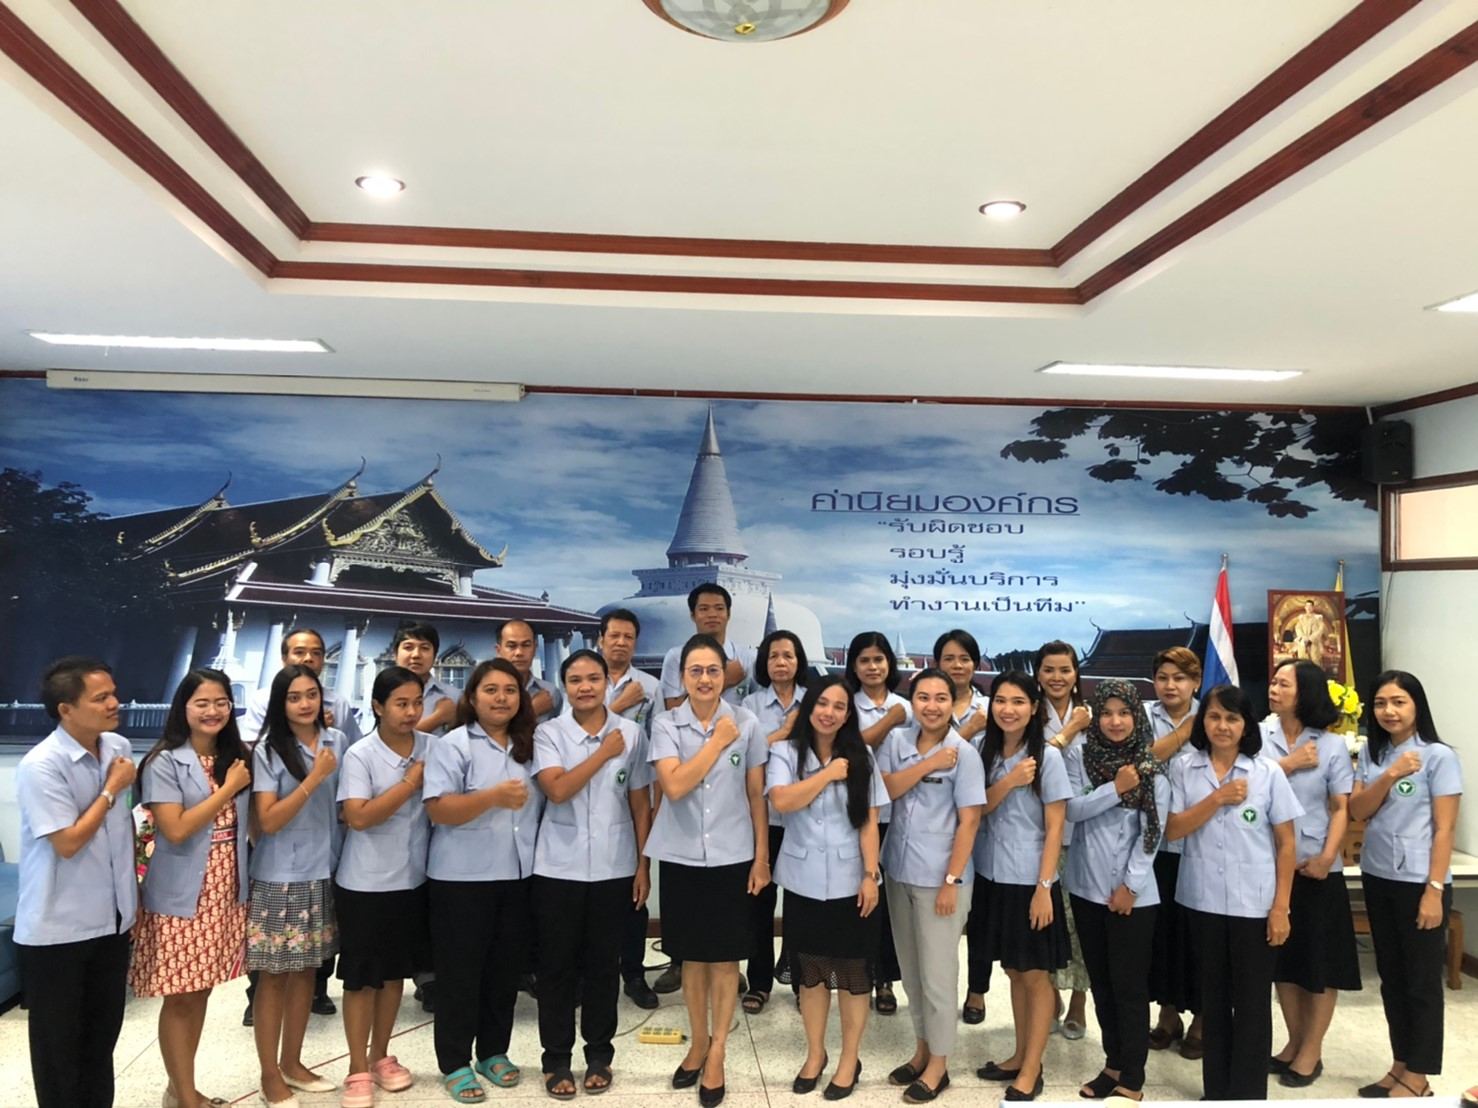 ค่านิยมองค์กร
"รับผิดชอบ
รอบรู้
มุ่งมั่นบริการ
ทำงานเป็นทีม"